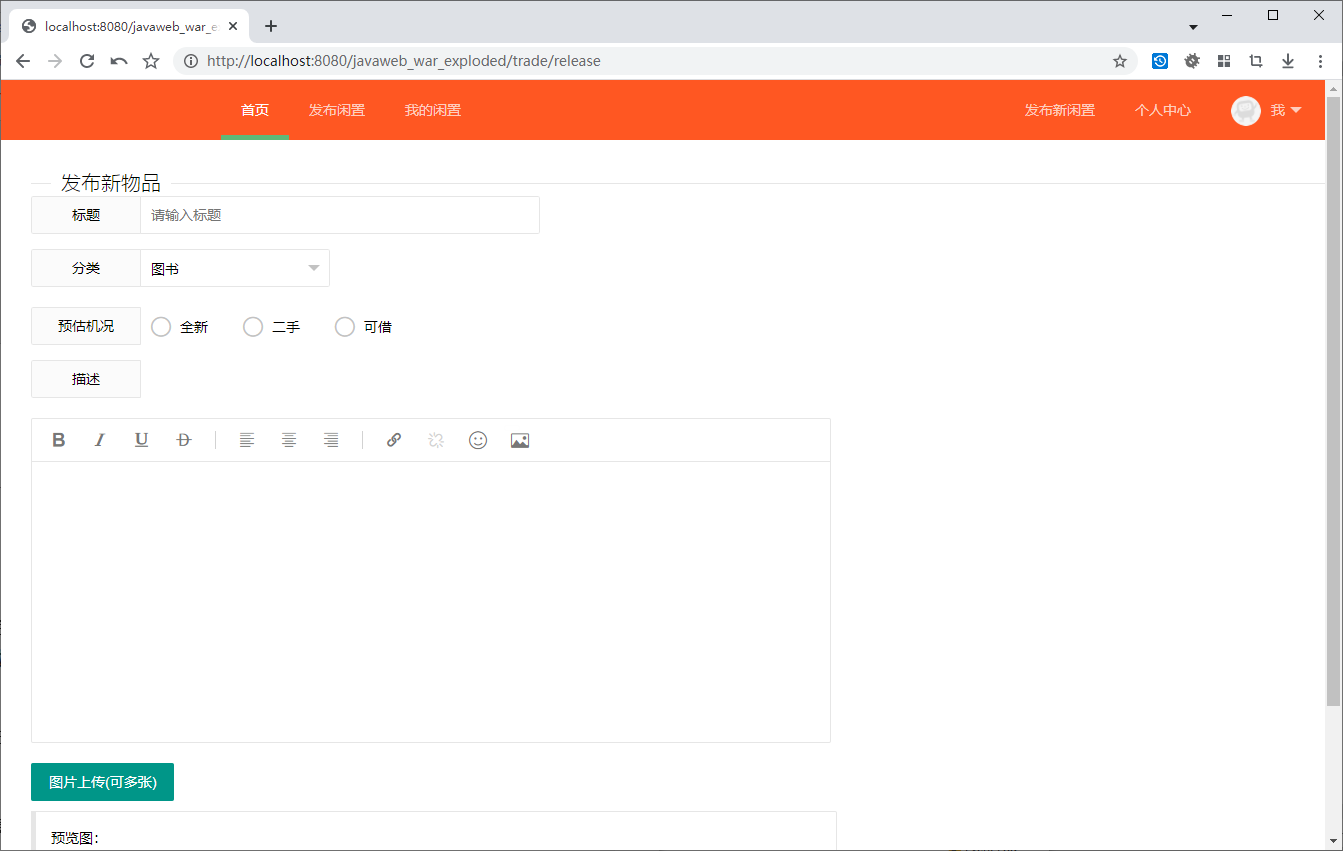 localhost:8080/javaweb_war_e
http://localhost:8080/javaweb_war_exploded/trade/release
首页 发布闲置 我的闲置 发布新闲置 个人中心 我
发布新物品
标题 请输入标题
分类 图书
预估机况 全新 二手 可借
描述
B I U D
图片上传(可多张)
预览图: